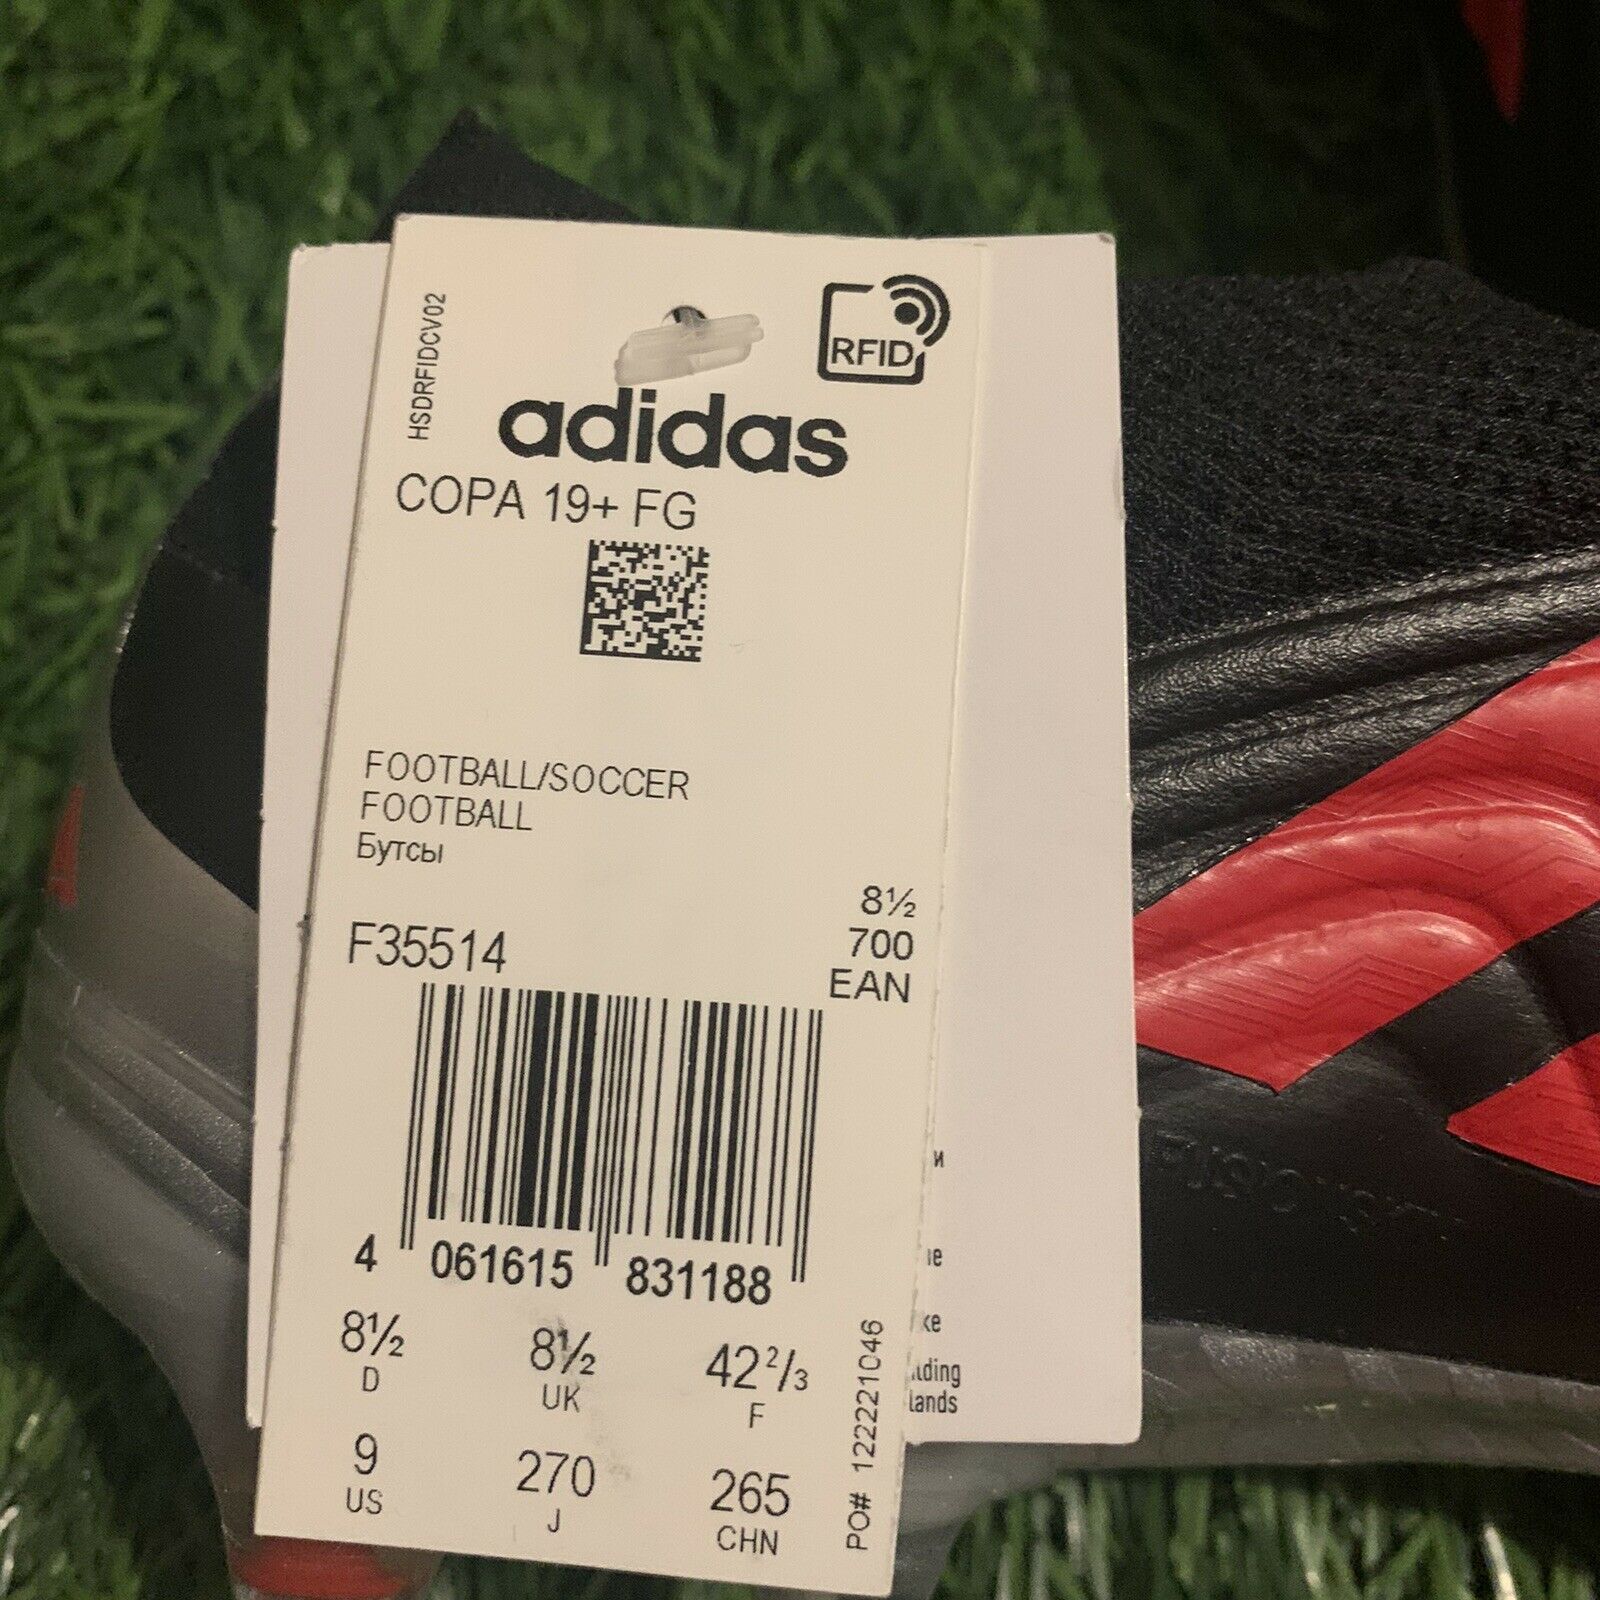 HSDRFIDCV02
RFID
adidas
COPA 19+ FG
FOOTBALL/SOCCER
FOOTBALL
Бутсы
8½
700
EAN
F35514
4 061615 831188
8½ 8½ 42²/₃
D UK F
9 270 265
US J CHN
PO# 122221046
lands